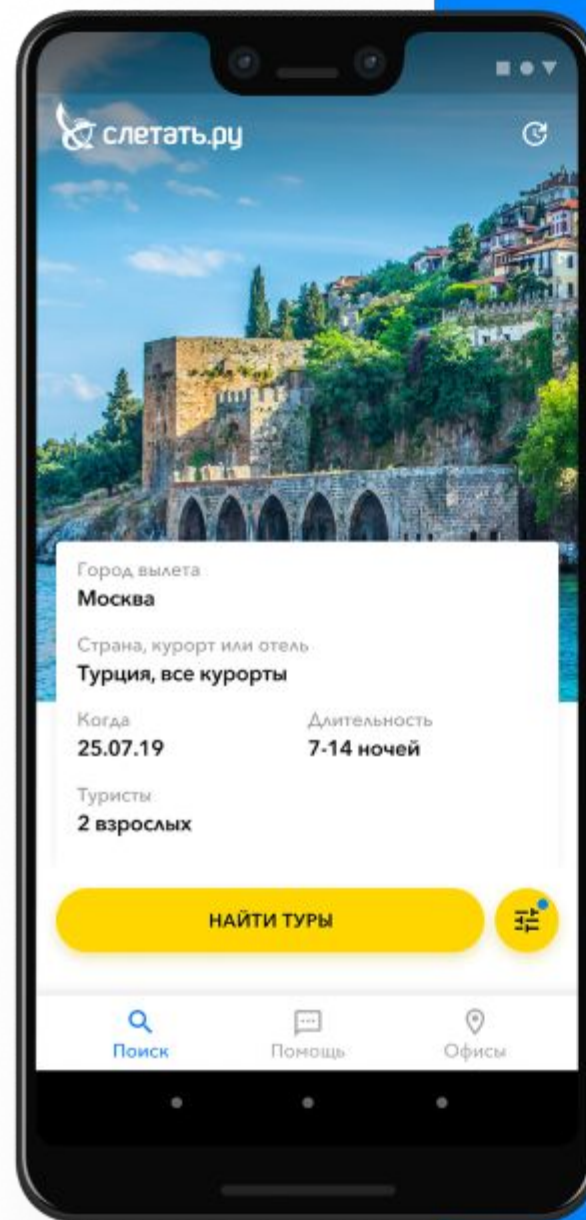 слетать.ру
Город вылета
Москва
Страна, курорт или отель
Турция, все курорты
Когда
Длительность
25.07.19
7-14 ночей
Туристы
2 взрослых
НАЙТИ ТУРЫ
Поиск
Помощь
Офисы